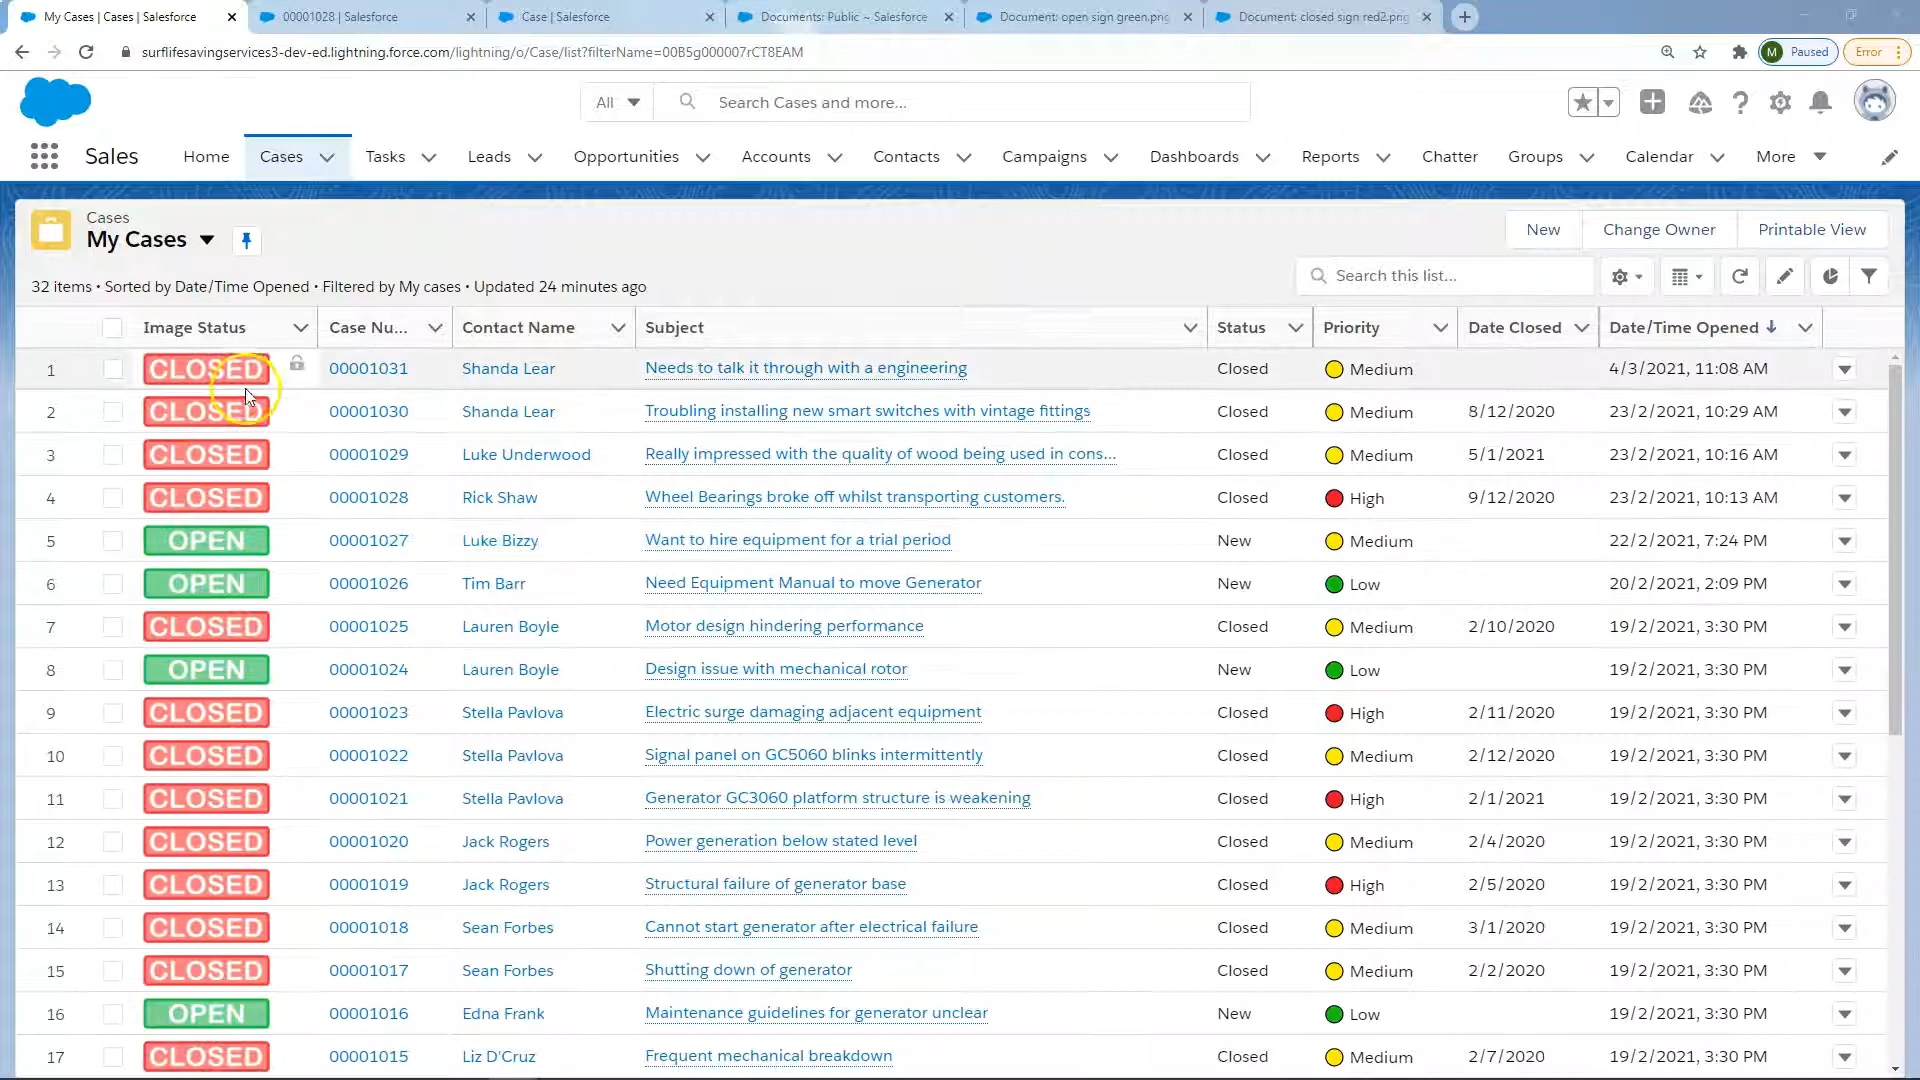 My Cases | Cases | Salesforce
00001028 | Salesforce
Case | Salesforce
Documents: Public ~ Salesforce
Document: open sign green.png
Document: closed sign red2.png
surflifesavingservices3-dev-ed.lightning.force.com/lightning/o/Case/list?filterName=00B5g000007rCT8EAM
M Paused
Error
All
Search Cases and more...
Sales
Home
Cases
Tasks
Leads
Opportunities
Accounts
Contacts
Campaigns
Dashboards
Reports
Chatter
Groups
Calendar
More
Cases
My Cases
New
Change Owner
Printable View
32 items • Sorted by Date/Time Opened • Filtered by My cases • Updated 24 minutes ago
Search this list...
Image Status Case Nu... Contact Name Subject Status Priority Date Closed Date/Time Opened
1 CLOSED 00001031 Shanda Lear Needs to talk it through with a engineering Closed Medium 4/3/2021, 11:08 AM
2 CLOSED 00001030 Shanda Lear Troubling installing new smart switches with vintage fittings Closed Medium 8/12/2020 23/2/2021, 10:29 AM
3 CLOSED 00001029 Luke Underwood Really impressed with the quality of wood being used in cons... Closed Medium 5/1/2021 23/2/2021, 10:16 AM
4 CLOSED 00001028 Rick Shaw Wheel Bearings broke off whilst transporting customers. Closed High 9/12/2020 23/2/2021, 10:13 AM
5 OPEN 00001027 Luke Bizzy Want to hire equipment for a trial period New Medium 22/2/2021, 7:24 PM
6 OPEN 00001026 Tim Barr Need Equipment Manual to move Generator New Low 20/2/2021, 2:09 PM
7 CLOSED 00001025 Lauren Boyle Motor design hindering performance Closed Medium 2/10/2020 19/2/2021, 3:30 PM
8 OPEN 00001024 Lauren Boyle Design issue with mechanical rotor New Low 19/2/2021, 3:30 PM
9 CLOSED 00001023 Stella Pavlova Electric surge damaging adjacent equipment Closed High 2/11/2020 19/2/2021, 3:30 PM
10 CLOSED 00001022 Stella Pavlova Signal panel on GC5060 blinks intermittently Closed Medium 2/12/2020 19/2/2021, 3:30 PM
11 CLOSED 00001021 Stella Pavlova Generator GC3060 platform structure is weakening Closed High 2/1/2021 19/2/2021, 3:30 PM
12 CLOSED 00001020 Jack Rogers Power generation below stated level Closed Medium 2/4/2020 19/2/2021, 3:30 PM
13 CLOSED 00001019 Jack Rogers Structural failure of generator base Closed High 2/5/2020 19/2/2021, 3:30 PM
14 CLOSED 00001018 Sean Forbes Cannot start generator after electrical failure Closed Medium 3/1/2020 19/2/2021, 3:30 PM
15 CLOSED 00001017 Sean Forbes Shutting down of generator Closed Medium 2/2/2020 19/2/2021, 3:30 PM
16 OPEN 00001016 Edna Frank Maintenance guidelines for generator unclear New Low 19/2/2021, 3:30 PM
17 CLOSED 00001015 Liz D'Cruz Frequent mechanical breakdown Closed Medium 2/7/2020 19/2/2021, 3:30 PM